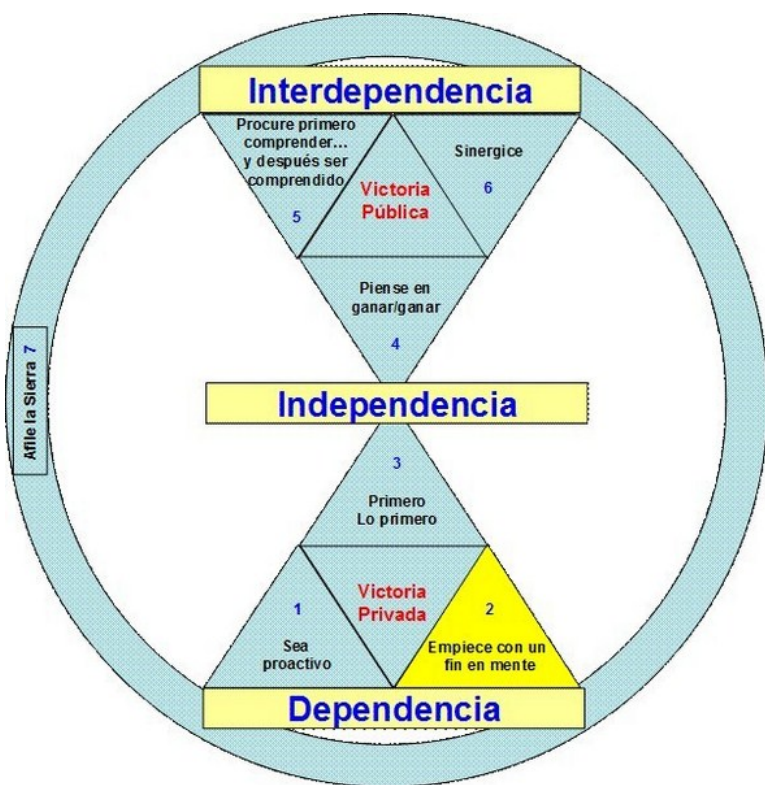 Interdependencia
Procure primero
comprender...
y después ser
comprendido
5
Victoria
Pública
Sinergice
6
Piense en
ganar/ganar
4
Afile la Sierra 7
Independencia
3
Primero
Lo primero
Victoria
Privada
1
Sea
proactivo
2
Empiece con un
fin en mente
Dependencia